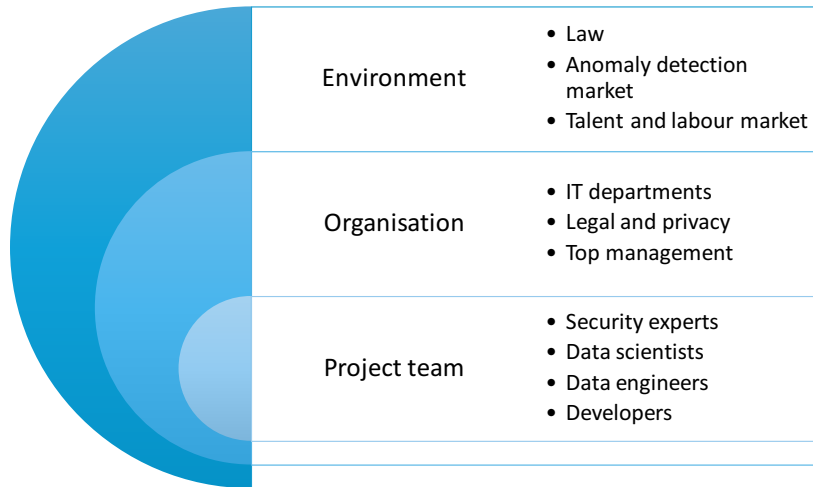 Environment
• Law
• Anomaly detection
market
• Talent and labour market
Organisation
• IT departments
• Legal and privacy
• Top management
Project team
• Security experts
• Data scientists
• Data engineers
• Developers